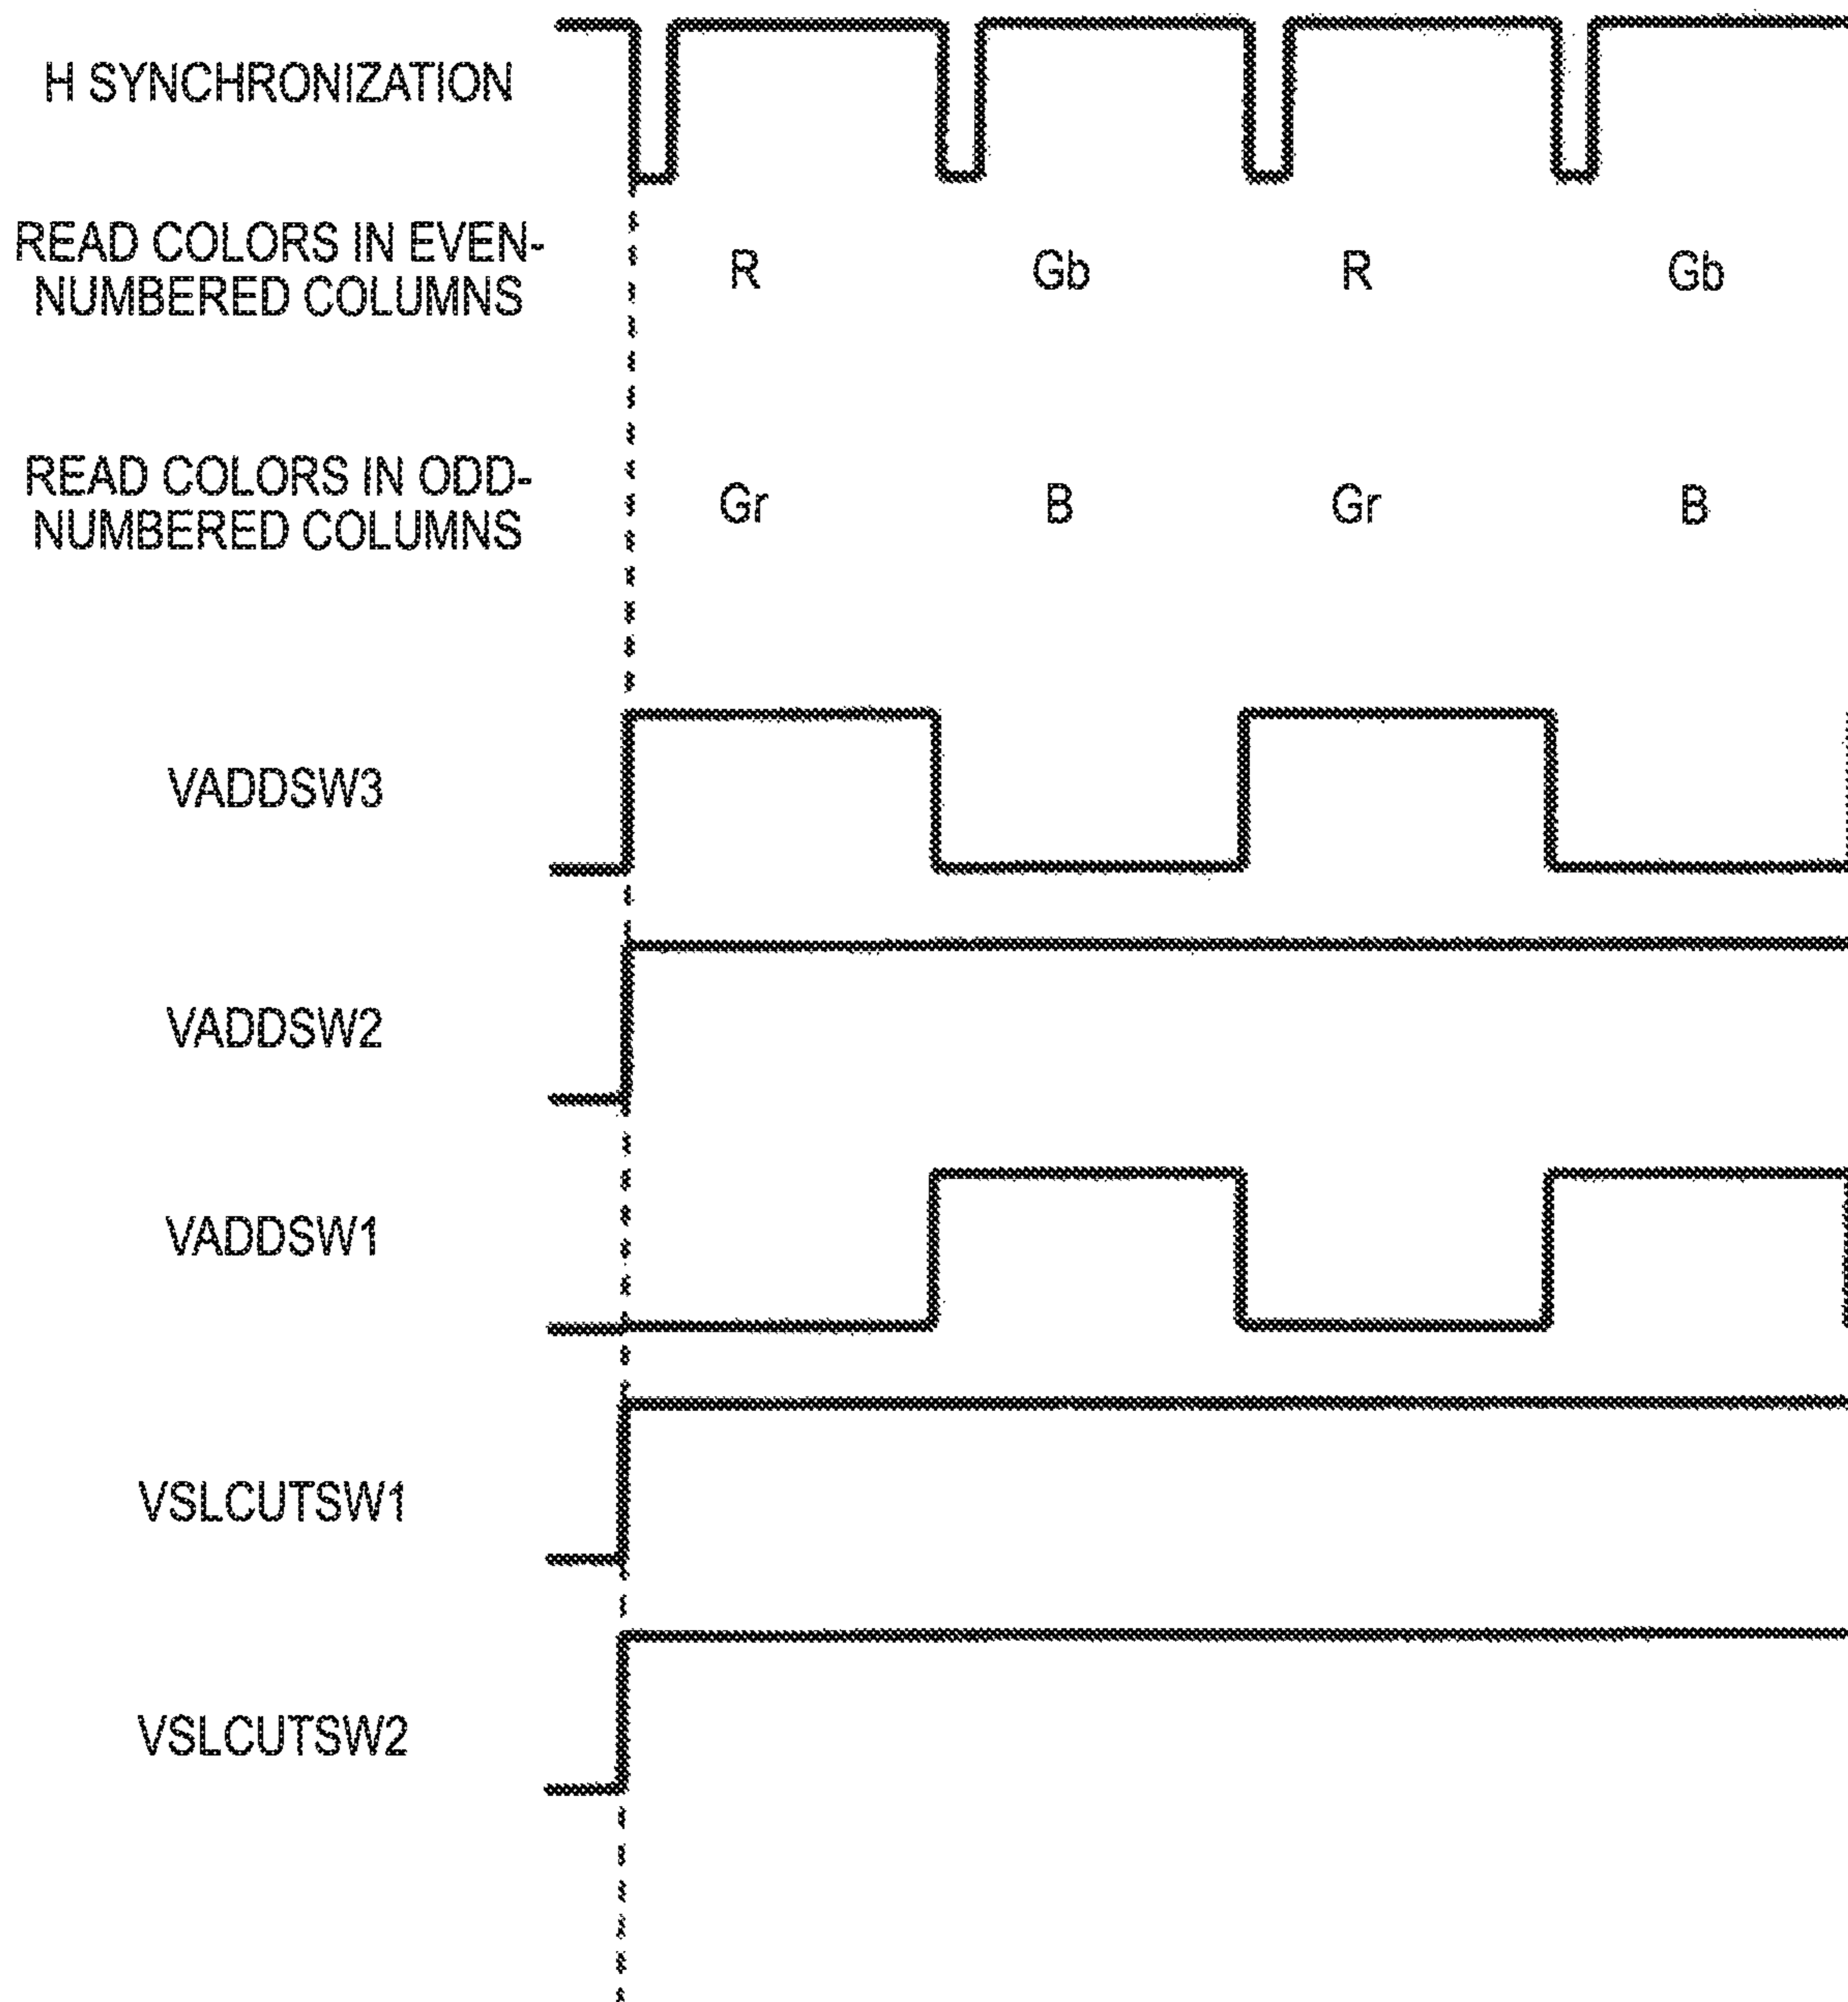 H SYNCHRONIZATION
READ COLORS IN EVEN-
NUMBERED COLUMNS
R Gb R Gb
READ COLORS IN ODD-
NUMBERED COLUMNS
Gr B Gr B
VADDSW3
VADDSW2
VADDSW1
VSLCUTSW1
VSLCUTSW2